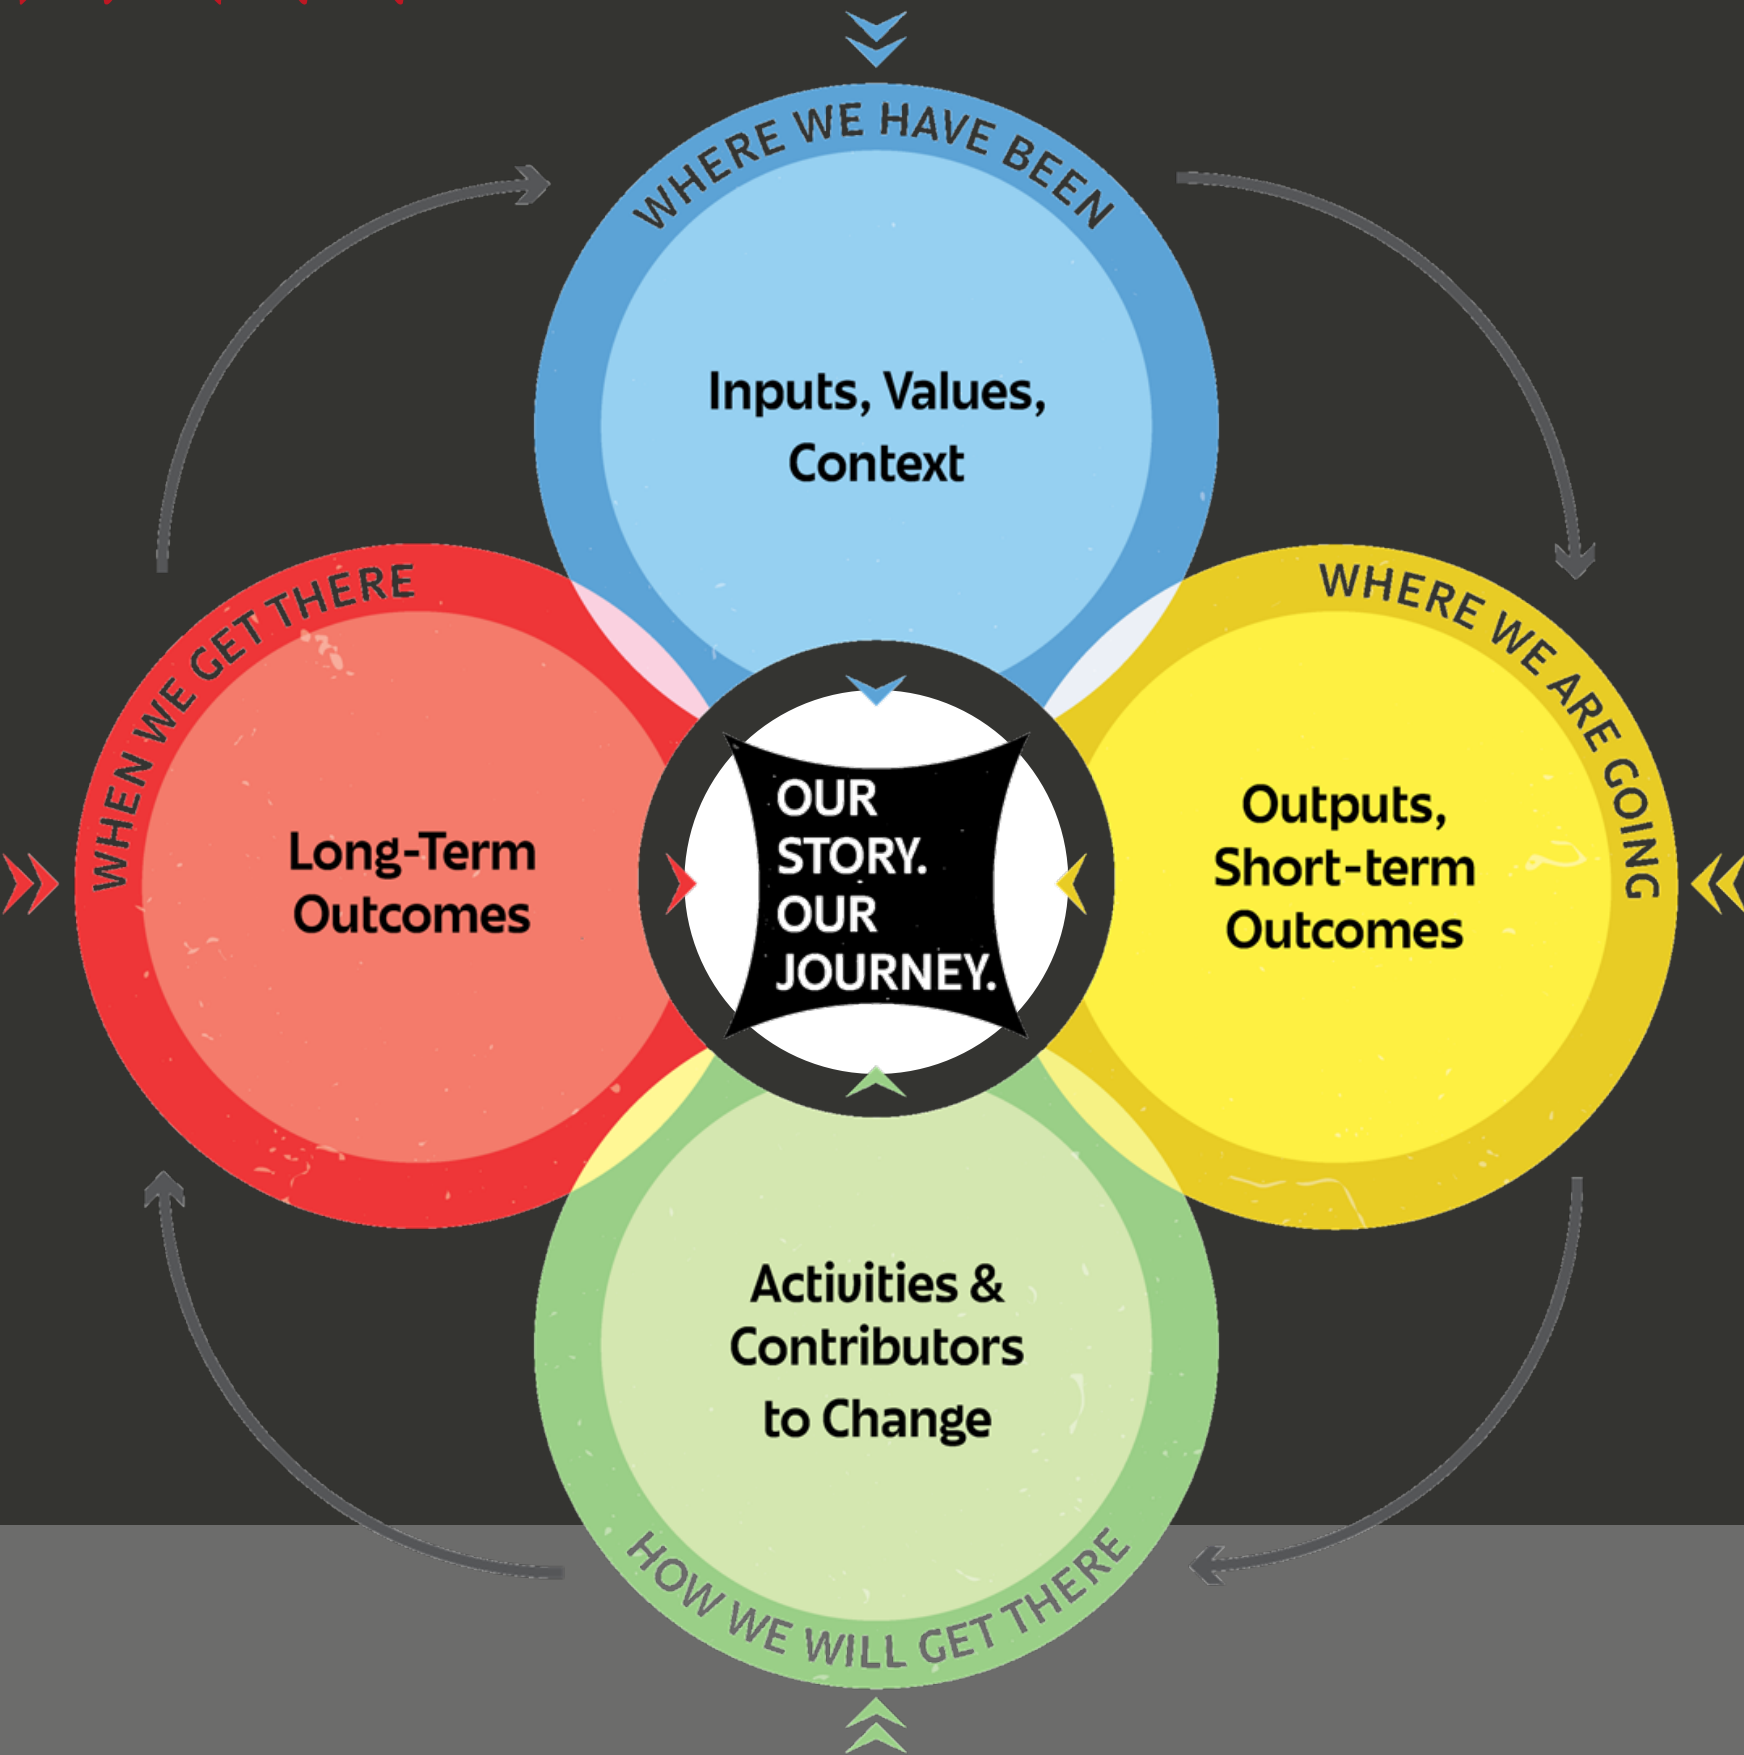 WHERE WE HAVE BEEN
Inputs, Values,
Context
WHERE WE ARE GOING
Outputs,
Short-term
Outcomes
HOW WE WILL GET THERE
Activities &
Contributors
to Change
WHEN WE GET THERE
Long-Term
Outcomes
OUR
STORY.
OUR
JOURNEY.